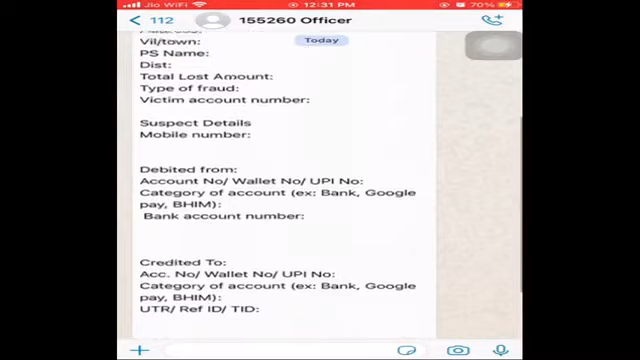 Jio WiFi 12:31 PM 70%
112 155260 Officer
Today
Vil/town:
PS Name:
Dist:
Total Lost Amount:
Type of fraud:
Victim account number:
Suspect Details
Mobile number:
Debited from:
Account No/ Wallet No/ UPI No:
Category of account (ex: Bank, Google
pay, BHIM):
Bank account number:
Credited To:
Acc. No/ Wallet No/ UPI No:
Category of account (ex: Bank, Google
pay, BHIM):
UTR/ Ref ID/ TID: